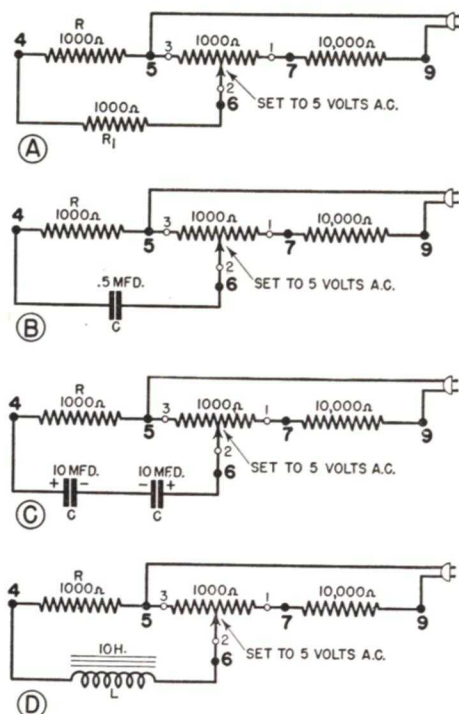 R
1000Ω
1000Ω
10,000Ω
4
5
3
1
7
9
1000Ω
R1
2
6
SET TO 5 VOLTS A.C.
A
R
1000Ω
1000Ω
10,000Ω
4
5
3
1
7
9
.5 MFD.
C
2
6
SET TO 5 VOLTS A.C.
B
R
1000Ω
1000Ω
10,000Ω
4
5
3
1
7
9
10 MFD.
10 MFD.
+ -
- +
C
C
2
6
SET TO 5 VOLTS A.C.
C
R
1000Ω
1000Ω
10,000Ω
4
5
3
1
7
9
10H.
L
2
6
SET TO 5 VOLTS A.C.
D